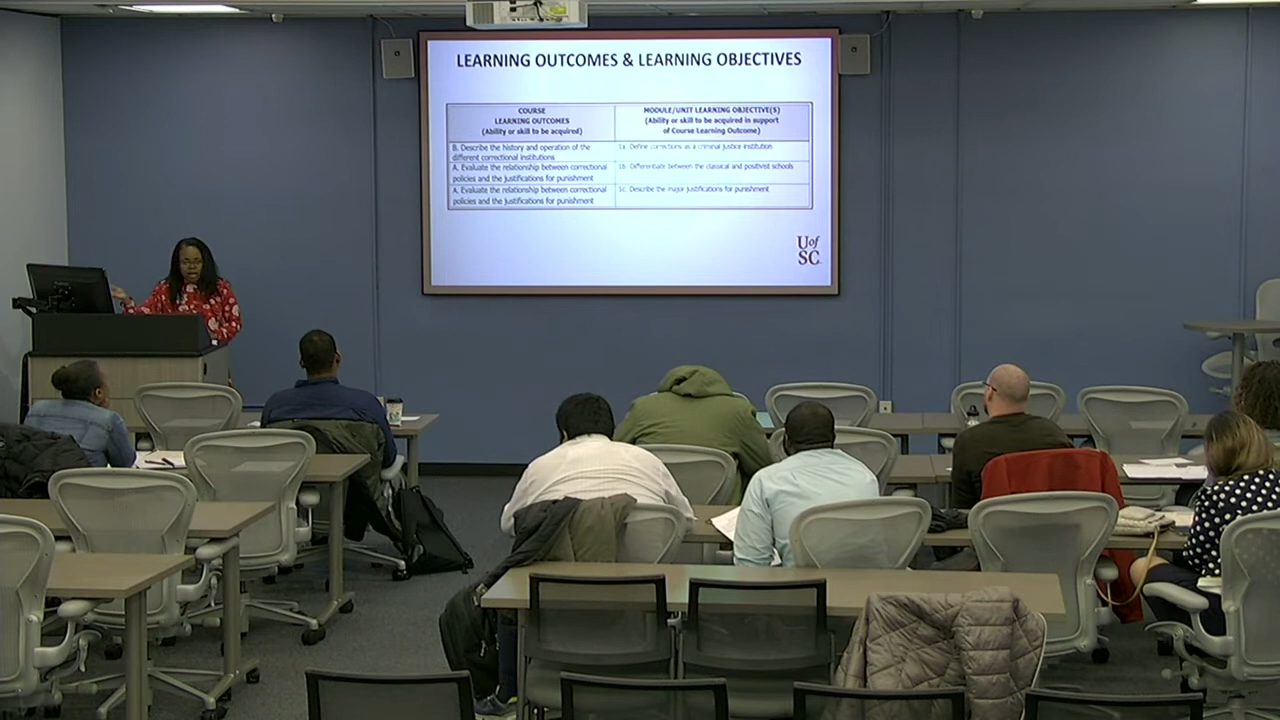 LEARNING OUTCOMES & LEARNING OBJECTIVES
COURSE
LEARNING OUTCOMES
(Ability or skill to be acquired)
MODULE/UNIT LEARNING OBJECTIVE(S)
(Ability or skill to be acquired in support
of Course Learning Outcome)
B. Describe the history and operation of the
different correctional institutions
1a: Define corrections as a criminal justice institution
A. Evaluate the relationship between correctional
policies and the justifications for punishment
1b: Differentiate between the classical and positivist schools
A. Evaluate the relationship between correctional
policies and the justifications for punishment
1c: Describe the major justifications for punishment
UofSC